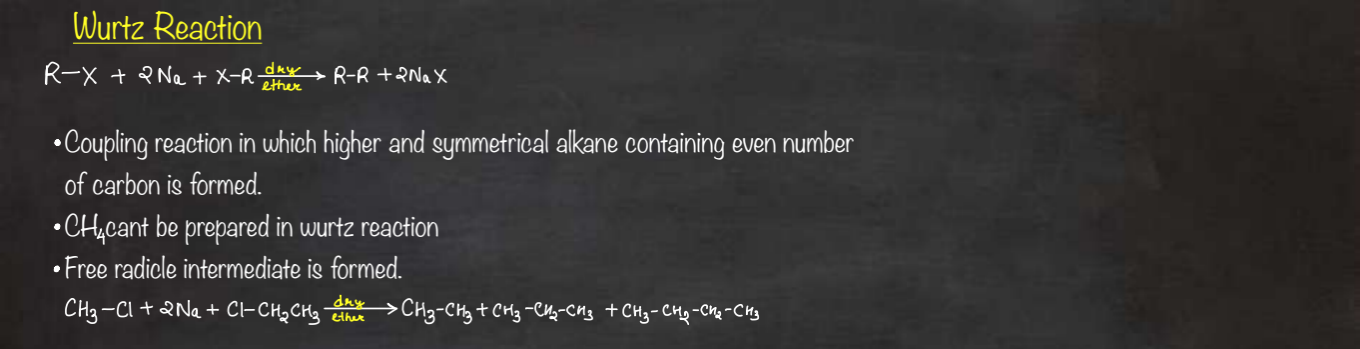 Wurtz Reaction
R-X + 2Na + X-R dry ether → R-R + 2NaX
•Coupling reaction in which higher and symmetrical alkane containing even number
of carbon is formed.
•CH₄cant be prepared in wurtz reaction
•Free radicle intermediate is formed.
CH₃-Cl + 2Na + Cl-CH₂CH₃ dry ether → CH₃-CH₃ + CH₃-CH₂-CH₃ + CH₃-CH₂-CH₂-CH₃